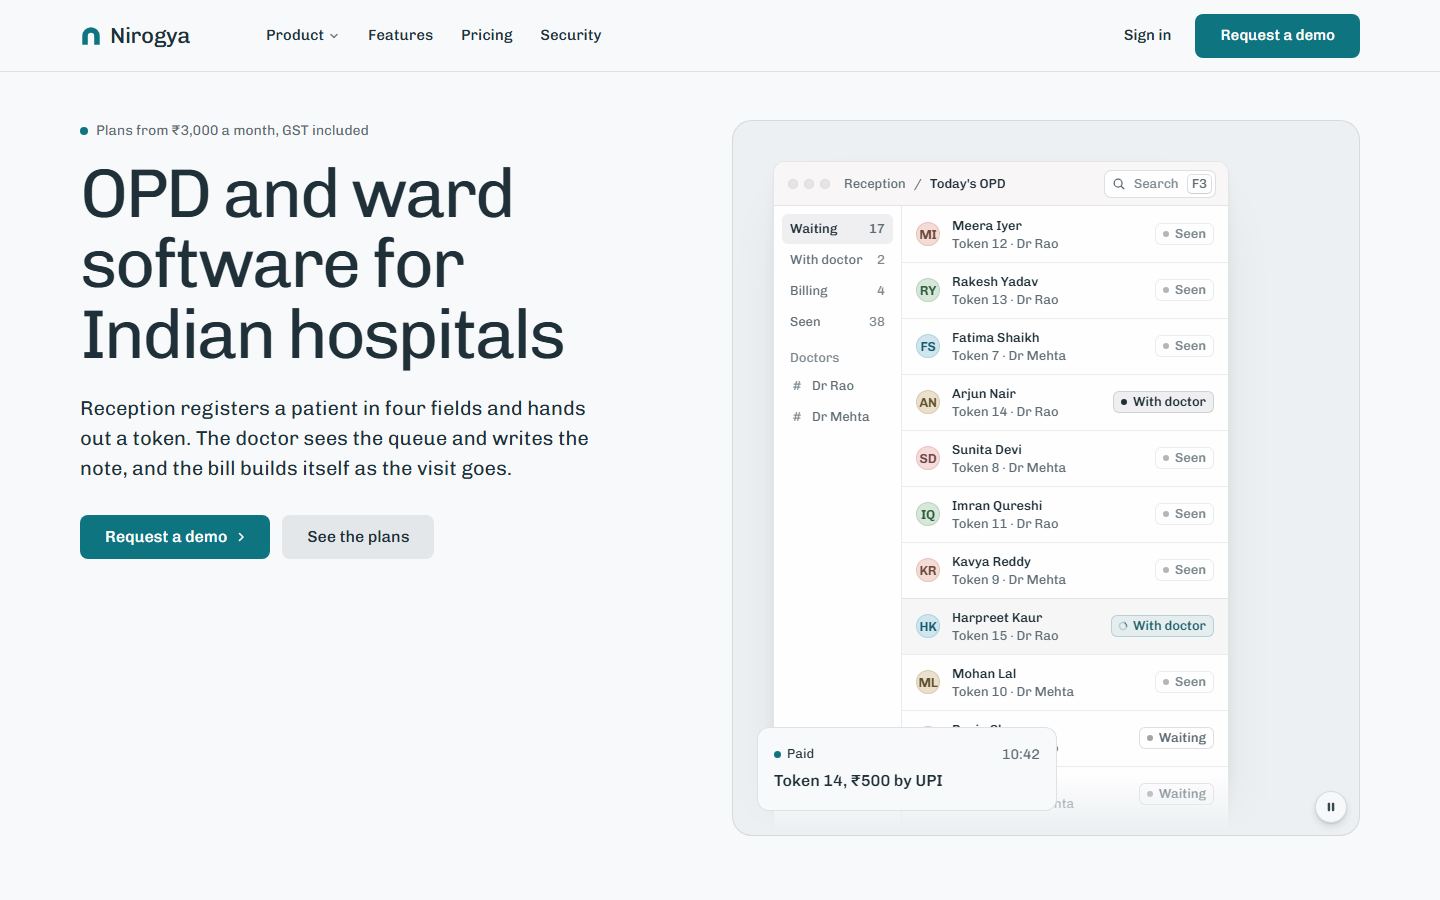 Nirogya
Product
Features
Pricing
Security
Sign in
Request a demo
Plans from ₹3,000 a month, GST included
OPD and ward
software for
Indian hospitals
Reception registers a patient in four fields and hands
out a token. The doctor sees the queue and writes the
note, and the bill builds itself as the visit goes.
Request a demo
See the plans
Reception / Today's OPD
Search F3
Waiting 17
With doctor 2
Billing 4
Seen 38
Doctors
# Dr Rao
# Dr Mehta
MI
Meera Iyer
Token 12 · Dr Rao
Seen
RY
Rakesh Yadav
Token 13 · Dr Rao
Seen
FS
Fatima Shaikh
Token 7 · Dr Mehta
Seen
AN
Arjun Nair
Token 14 · Dr Rao
With doctor
SD
Sunita Devi
Token 8 · Dr Mehta
Seen
IQ
Imran Qureshi
Token 11 · Dr Rao
Seen
KR
Kavya Reddy
Token 9 · Dr Mehta
Seen
HK
Harpreet Kaur
Token 15 · Dr Rao
With doctor
ML
Mohan Lal
Token 10 · Dr Mehta
Seen
Waiting
Waiting
Paid 10:42
Token 14, ₹500 by UPI